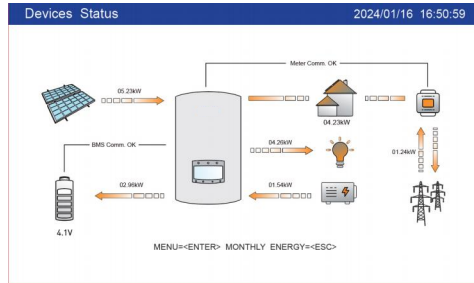 Devices Status
2024/01/16 16:50:59
Meter Comm. OK
05.23kW
04.23kW
BMS Comm. OK
04.26kW
01.24kW
02.96kW
01.54kW
4.1V
MENU=<ENTER> MONTHLY ENERGY=<ESC>